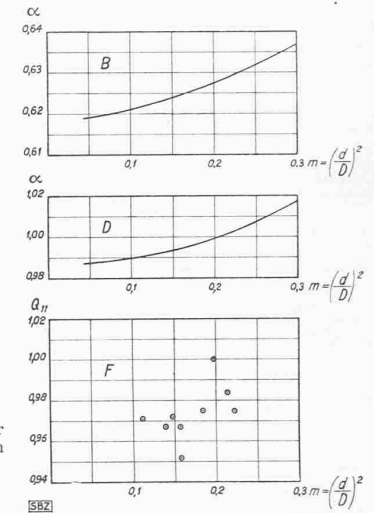 α
0,64
0,63
B
0,62
0,61
0,1
0,2
0,3 m = (d/D)²
α
1,02
1,00
D
0,98
0,1
0,2
0,3 m = (d/D)²
Q₁₁
1,02
1,00
0,98
F
0,96
0,94
0,1
0,2
0,3 m = (d/D)²
SBZ